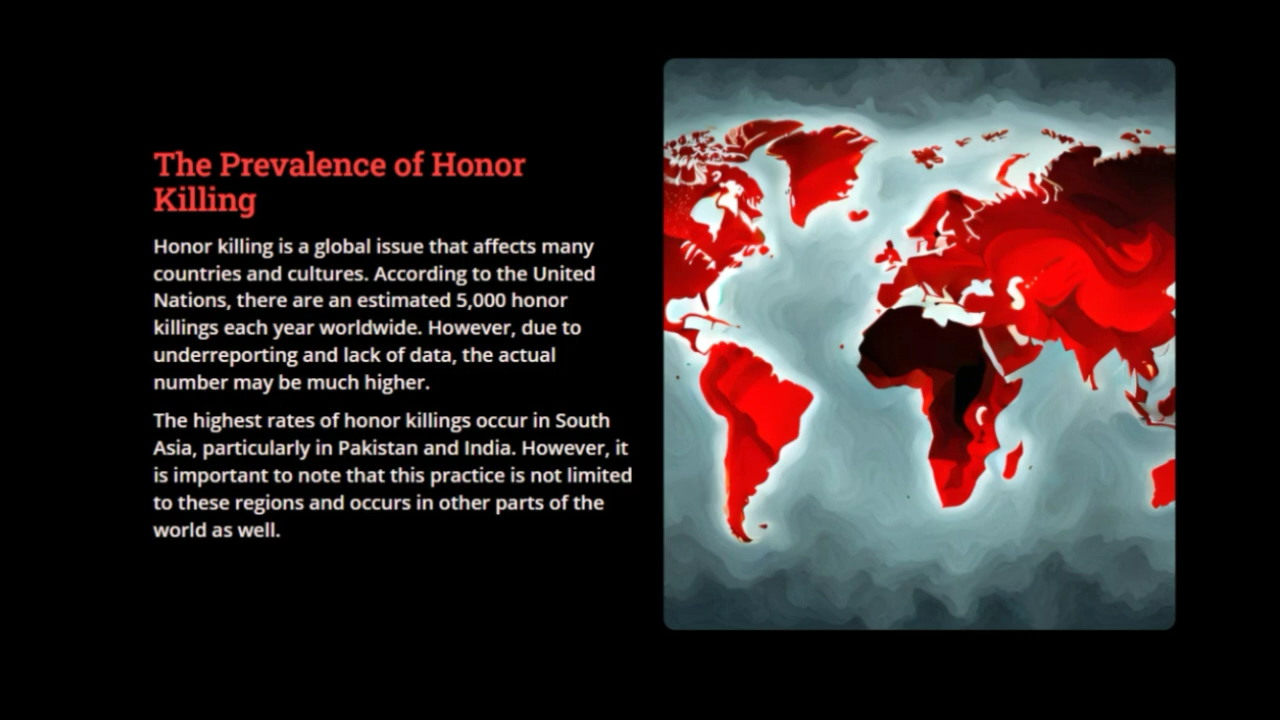 The Prevalence of Honor
Killing
Honor killing is a global issue that affects many
countries and cultures. According to the United
Nations, there are an estimated 5,000 honor
killings each year worldwide. However, due to
underreporting and lack of data, the actual
number may be much higher.
The highest rates of honor killings occur in South
Asia, particularly in Pakistan and India. However, it
is important to note that this practice is not limited
to these regions and occurs in other parts of the
world as well.